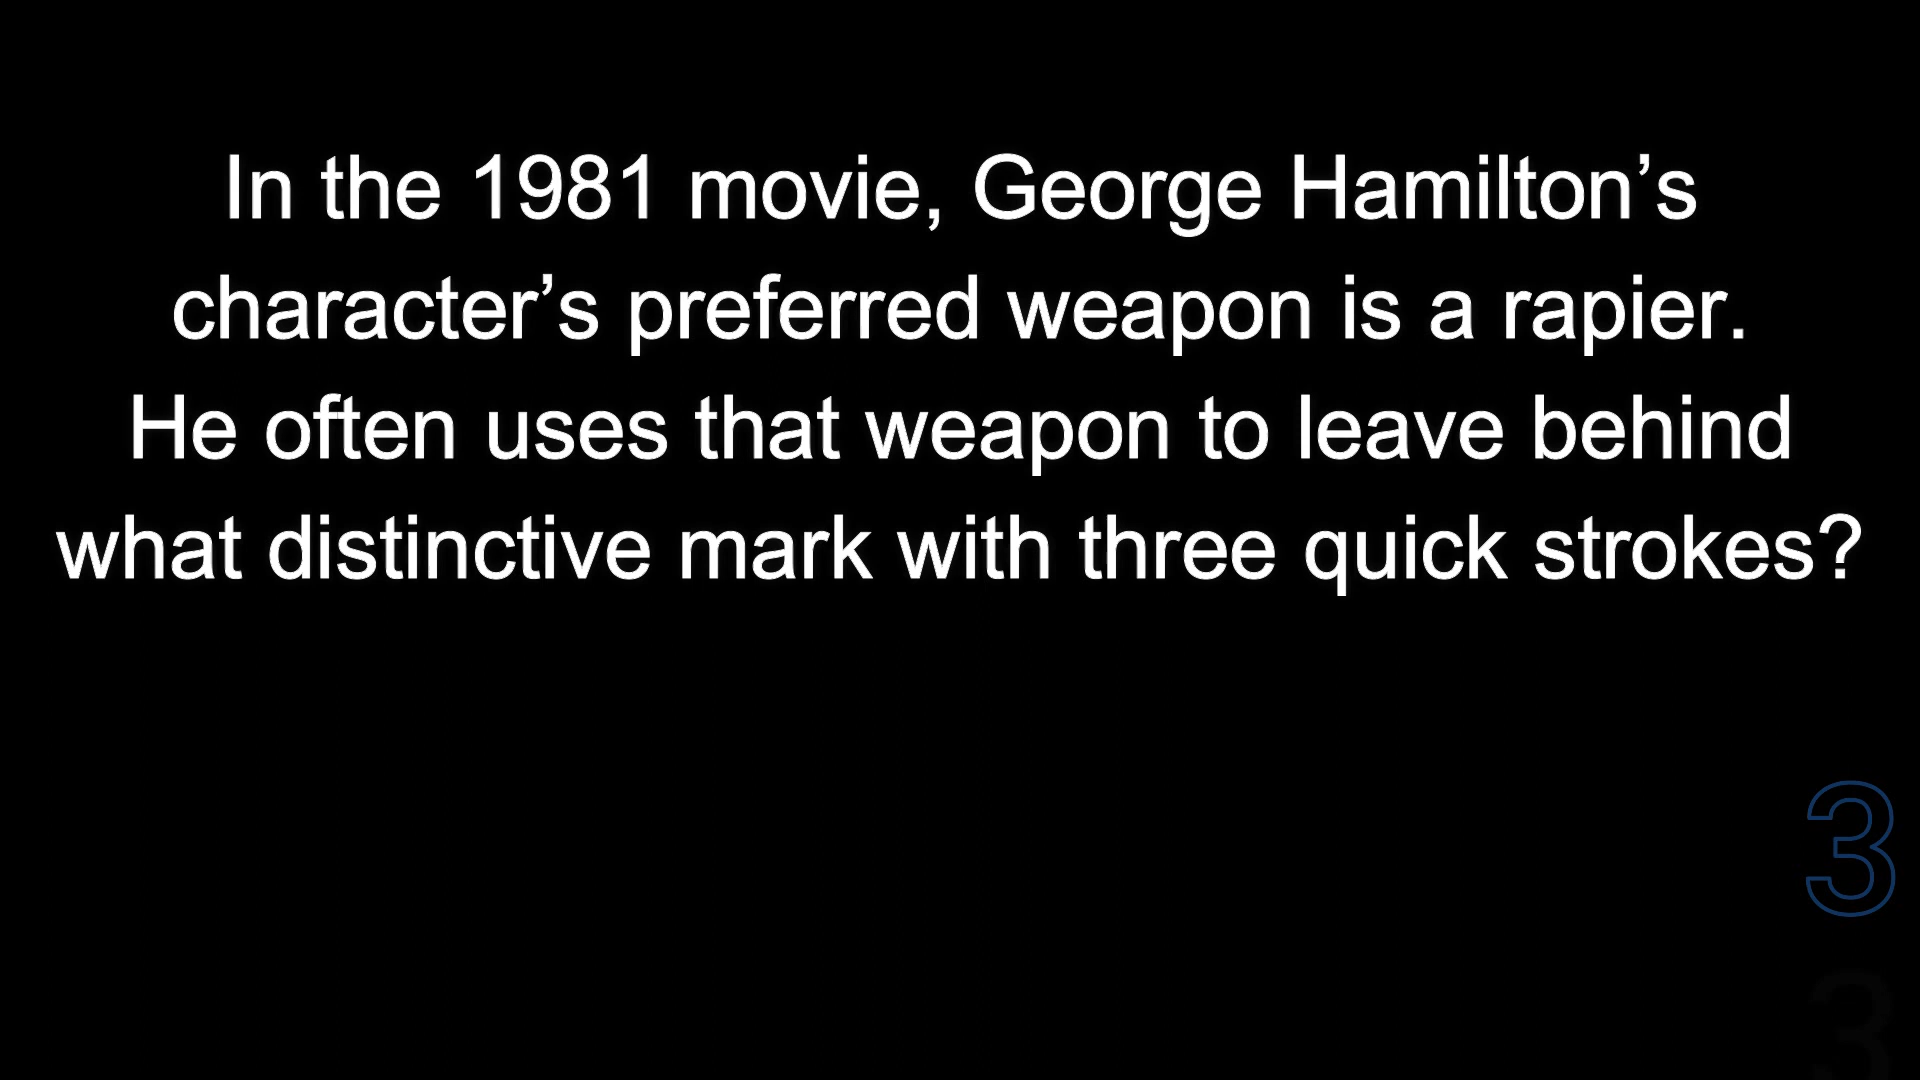 In the 1981 movie, George Hamilton’s
character’s preferred weapon is a rapier.
He often uses that weapon to leave behind
what distinctive mark with three quick strokes?
3
3